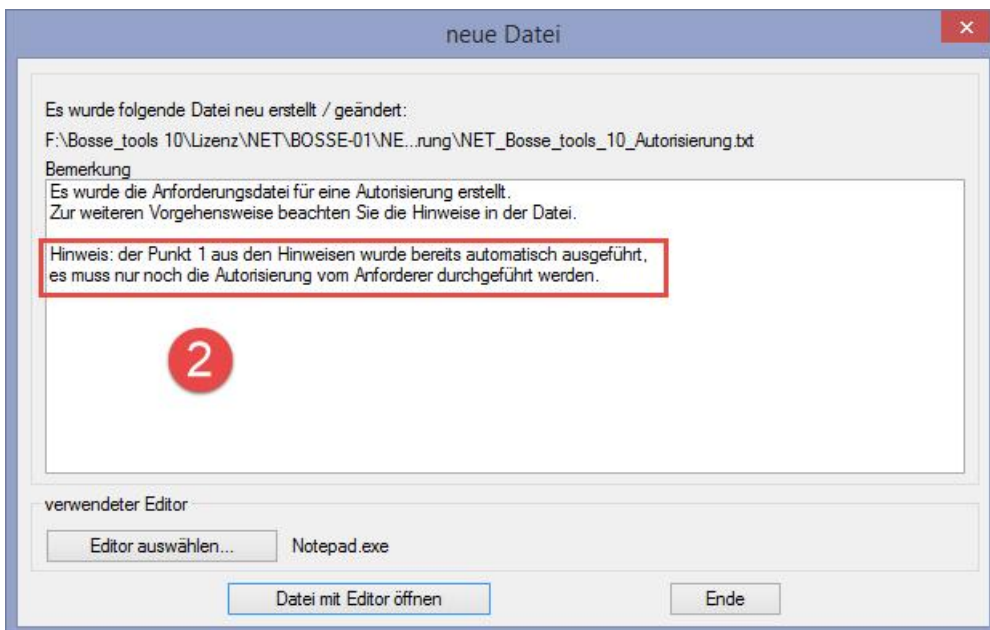 neue Datei
Es wurde folgende Datei neu erstellt / geändert:
F:\Bosse_tools 10\Lizenz\NET\BOSSE-01\NE...rung\NET_Bosse_tools_10_Autorisierung.txt
Bemerkung
Es wurde die Anforderungsdatei für eine Autorisierung erstellt.
Zur weiteren Vorgehensweise beachten Sie die Hinweise in der Datei.
Hinweis: der Punkt 1 aus den Hinweisen wurde bereits automatisch ausgeführt,
es muss nur noch die Autorisierung vom Anforderer durchgeführt werden.
2
verwendeter Editor
Editor auswählen... Notepad.exe
Datei mit Editor öffnen Ende